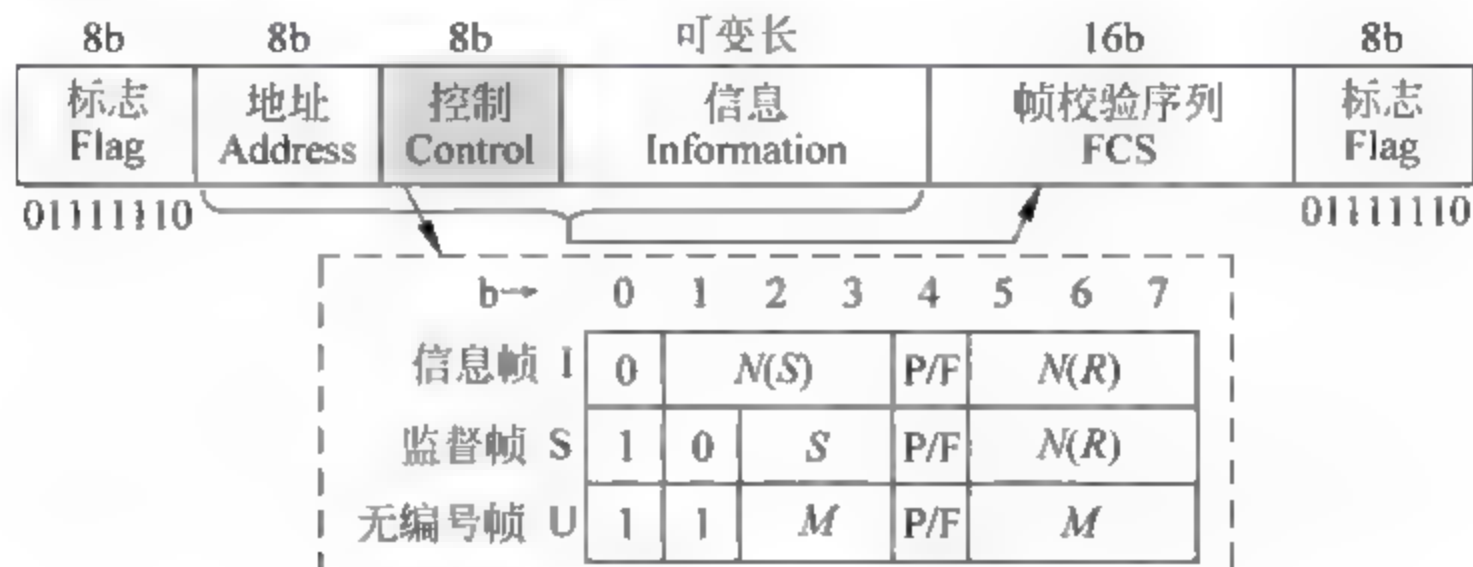 8b 8b 8b 可变长 16b 8b
标志 地址 控制 信息 帧校验序列 标志
Flag Address Control Information FCS Flag
01111110 01111110
b→ 0 1 2 3 4 5 6 7
信息帧 I 0 N(S) P/F N(R)
监督帧 S 1 0 S P/F N(R)
无编号帧 U 1 1 M P/F M